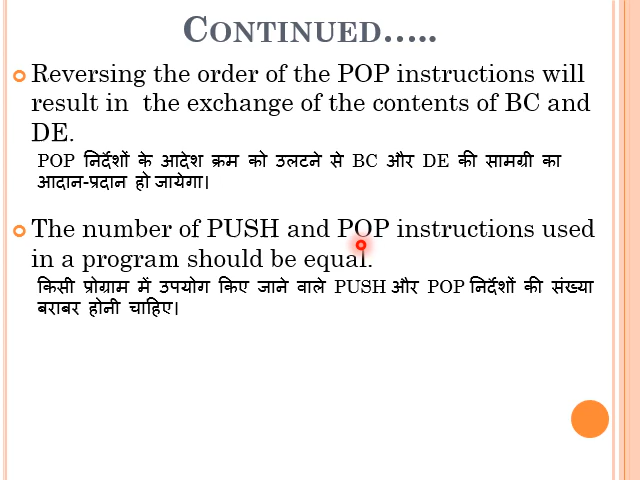 CONTINUED…..
Reversing the order of the POP instructions will
result in the exchange of the contents of BC and
DE.
POP निर्देशों के आदेश क्रम को उलटने से BC और DE की सामग्री का
आदान-प्रदान हो जायेगा।
The number of PUSH and POP instructions used
in a program should be equal.
किसी प्रोग्राम में उपयोग किए जाने वाले PUSH और POP निर्देशों की संख्या
बराबर होनी चाहिए।